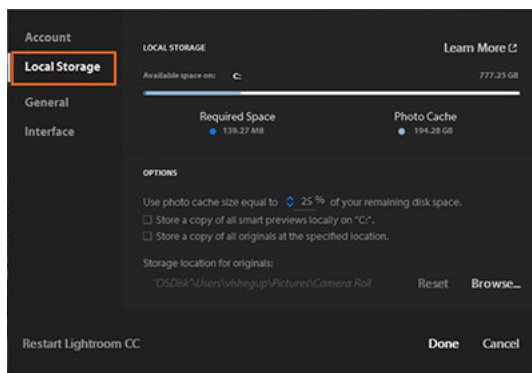 Account
Local Storage
General
Interface
LOCAL STORAGE
Learn More
Available space on: C:
777.25 GB
Required Space
139.27 MB
Photo Cache
194.28 GB
OPTIONS
Use photo cache size equal to 25 % of your remaining disk space.
Store a copy of all smart previews locally on "C:".
Store a copy of all originals at the specified location.
Storage location for originals:
"OSDisk"\Users\vishegup\Pictures\Camera Roll
Reset
Browse...
Restart Lightroom CC
Done
Cancel